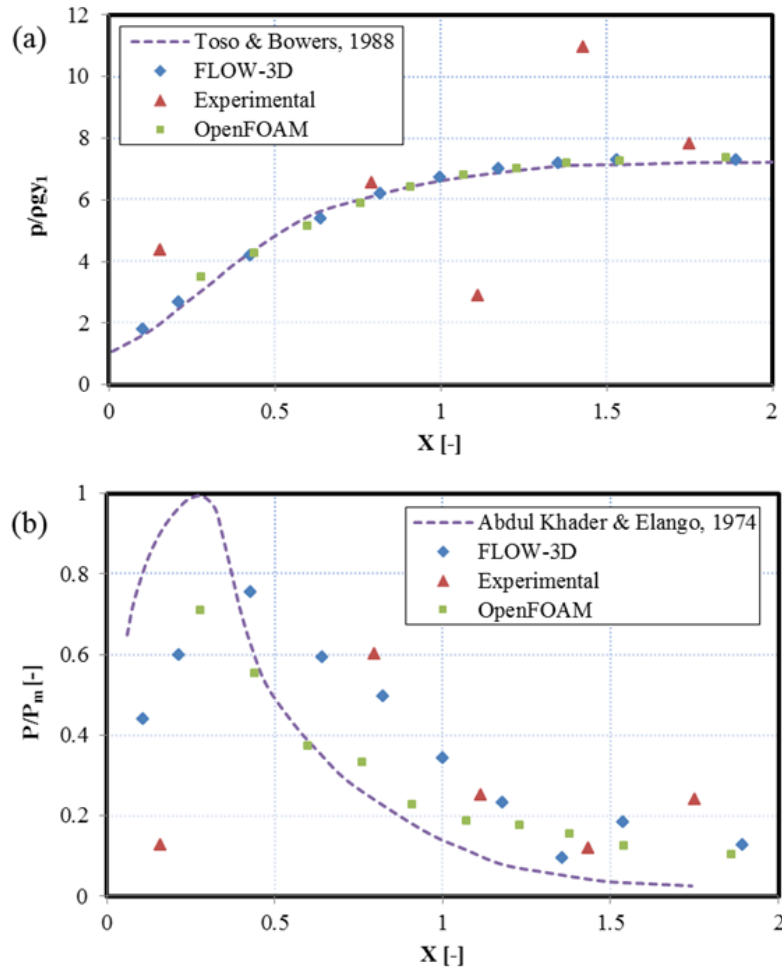 (a)
12
10
8
6
4
2
0
p/ρgy₁
Toso & Bowers, 1988
FLOW-3D
Experimental
OpenFOAM
0 0.5 1 1.5 2
X [-]
(b)
1
0.8
0.6
0.4
0.2
0
P/Pₘ [-]
Abdul Khader & Elango, 1974
FLOW-3D
Experimental
OpenFOAM
0 0.5 1 1.5 2
X [-]